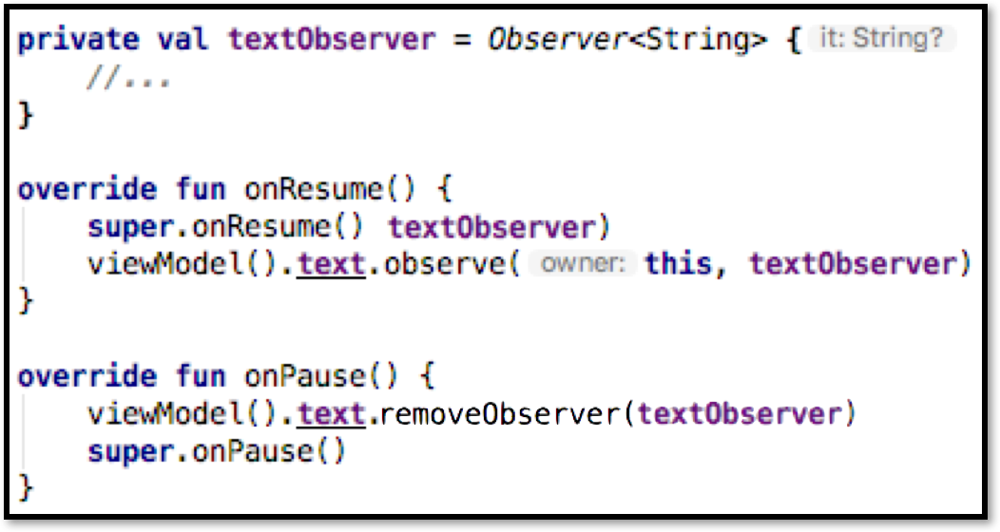 private val textObserver = Observer<String> { it: String?
    //...
}

override fun onResume() {
    super.onResume() textObserver)
    viewModel().text.observe( owner: this, textObserver)
}

override fun onPause() {
    viewModel().text.removeObserver(textObserver)
    super.onPause()
}